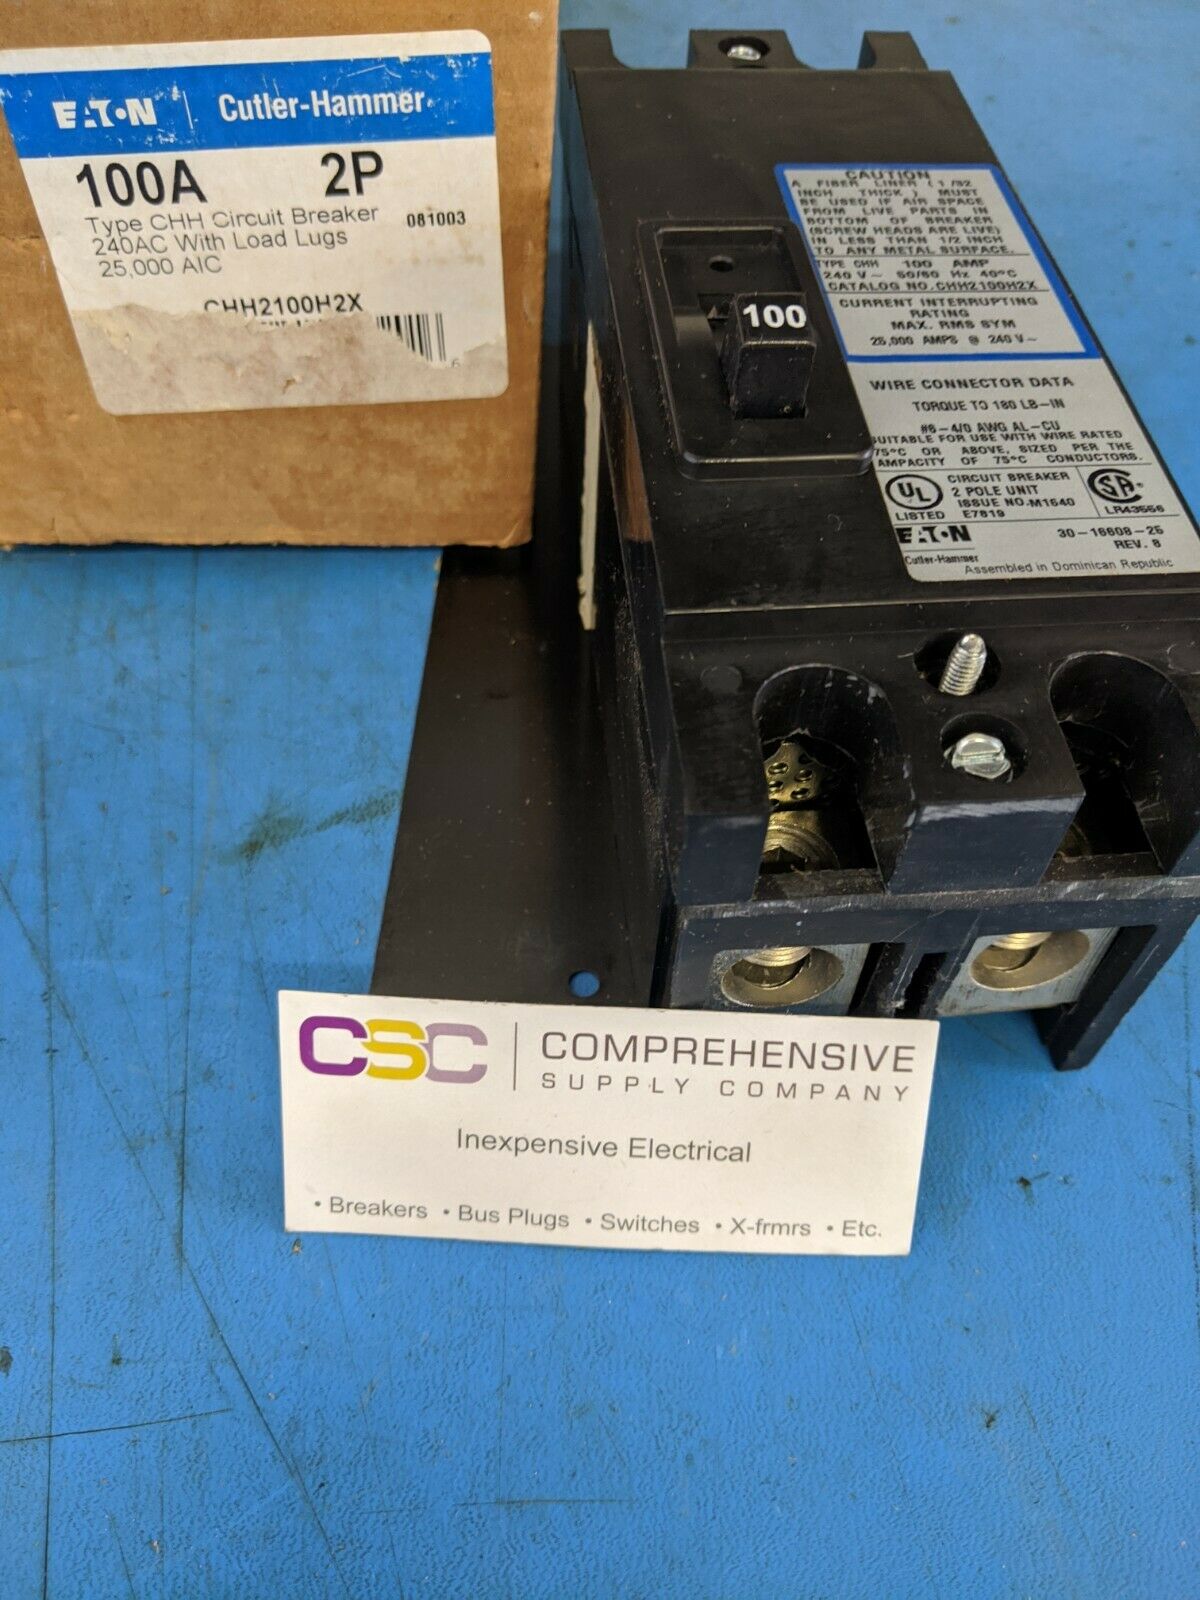 EATON | Cutler-Hammer
100A 2P
Type CHH Circuit Breaker 081003
240AC With Load Lugs
25,000 AIC
CHH2100H2X
6
100
CAUTION
A FIBER LINER (1/32
INCH THICK) MUST
BE USED IF AIR SPACE
FROM LIVE PARTS IN
BOTTOM OF BREAKER
(SCREW HEADS ARE LIVE)
IN LESS THAN 1/2 INCH
TO ANY METAL SURFACE.
TYPE CHH 100 AMP
240 V~ 50/60 Hz 40°C
CATALOG NO. CHH2100H2X
CURRENT INTERRUPTING
RATING
MAX. RMS SYM
25,000 AMPS @ 240 V~
WIRE CONNECTOR DATA
TORQUE TO 180 LB-IN
#6-4/0 AWG AL-CU
SUITABLE FOR USE WITH WIRE RATED
75°C OR ABOVE, SIZED PER THE
AMPACITY OF 75°C CONDUCTORS.
UL LISTED
CIRCUIT BREAKER
2 POLE UNIT
ISSUE NO-M1640
E7819
CSA
LR43556
EATON
Cutler-Hammer
30-16608-25
REV. 8
Assembled in Dominican Republic
CSC | COMPREHENSIVE
SUPPLY COMPANY
Inexpensive Electrical
• Breakers • Bus Plugs • Switches • X-frmrs • Etc.